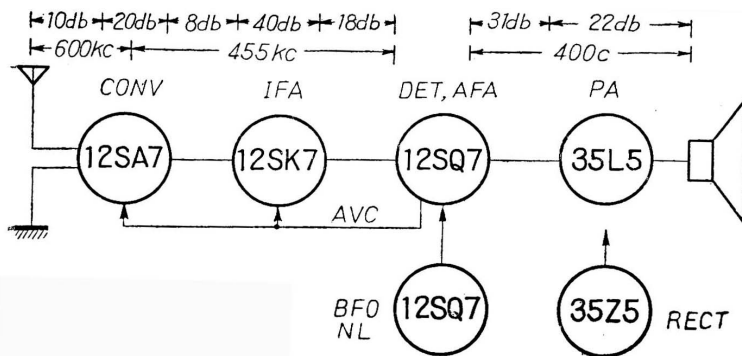 10db 20db 8db 40db 18db 31db 22db
600kc 455kc 400c
CONV IFA DET, AFA PA
12SA7 12SK7 12SQ7 35L5
AVC
BFO 12SQ7 35Z5 RECT
NL